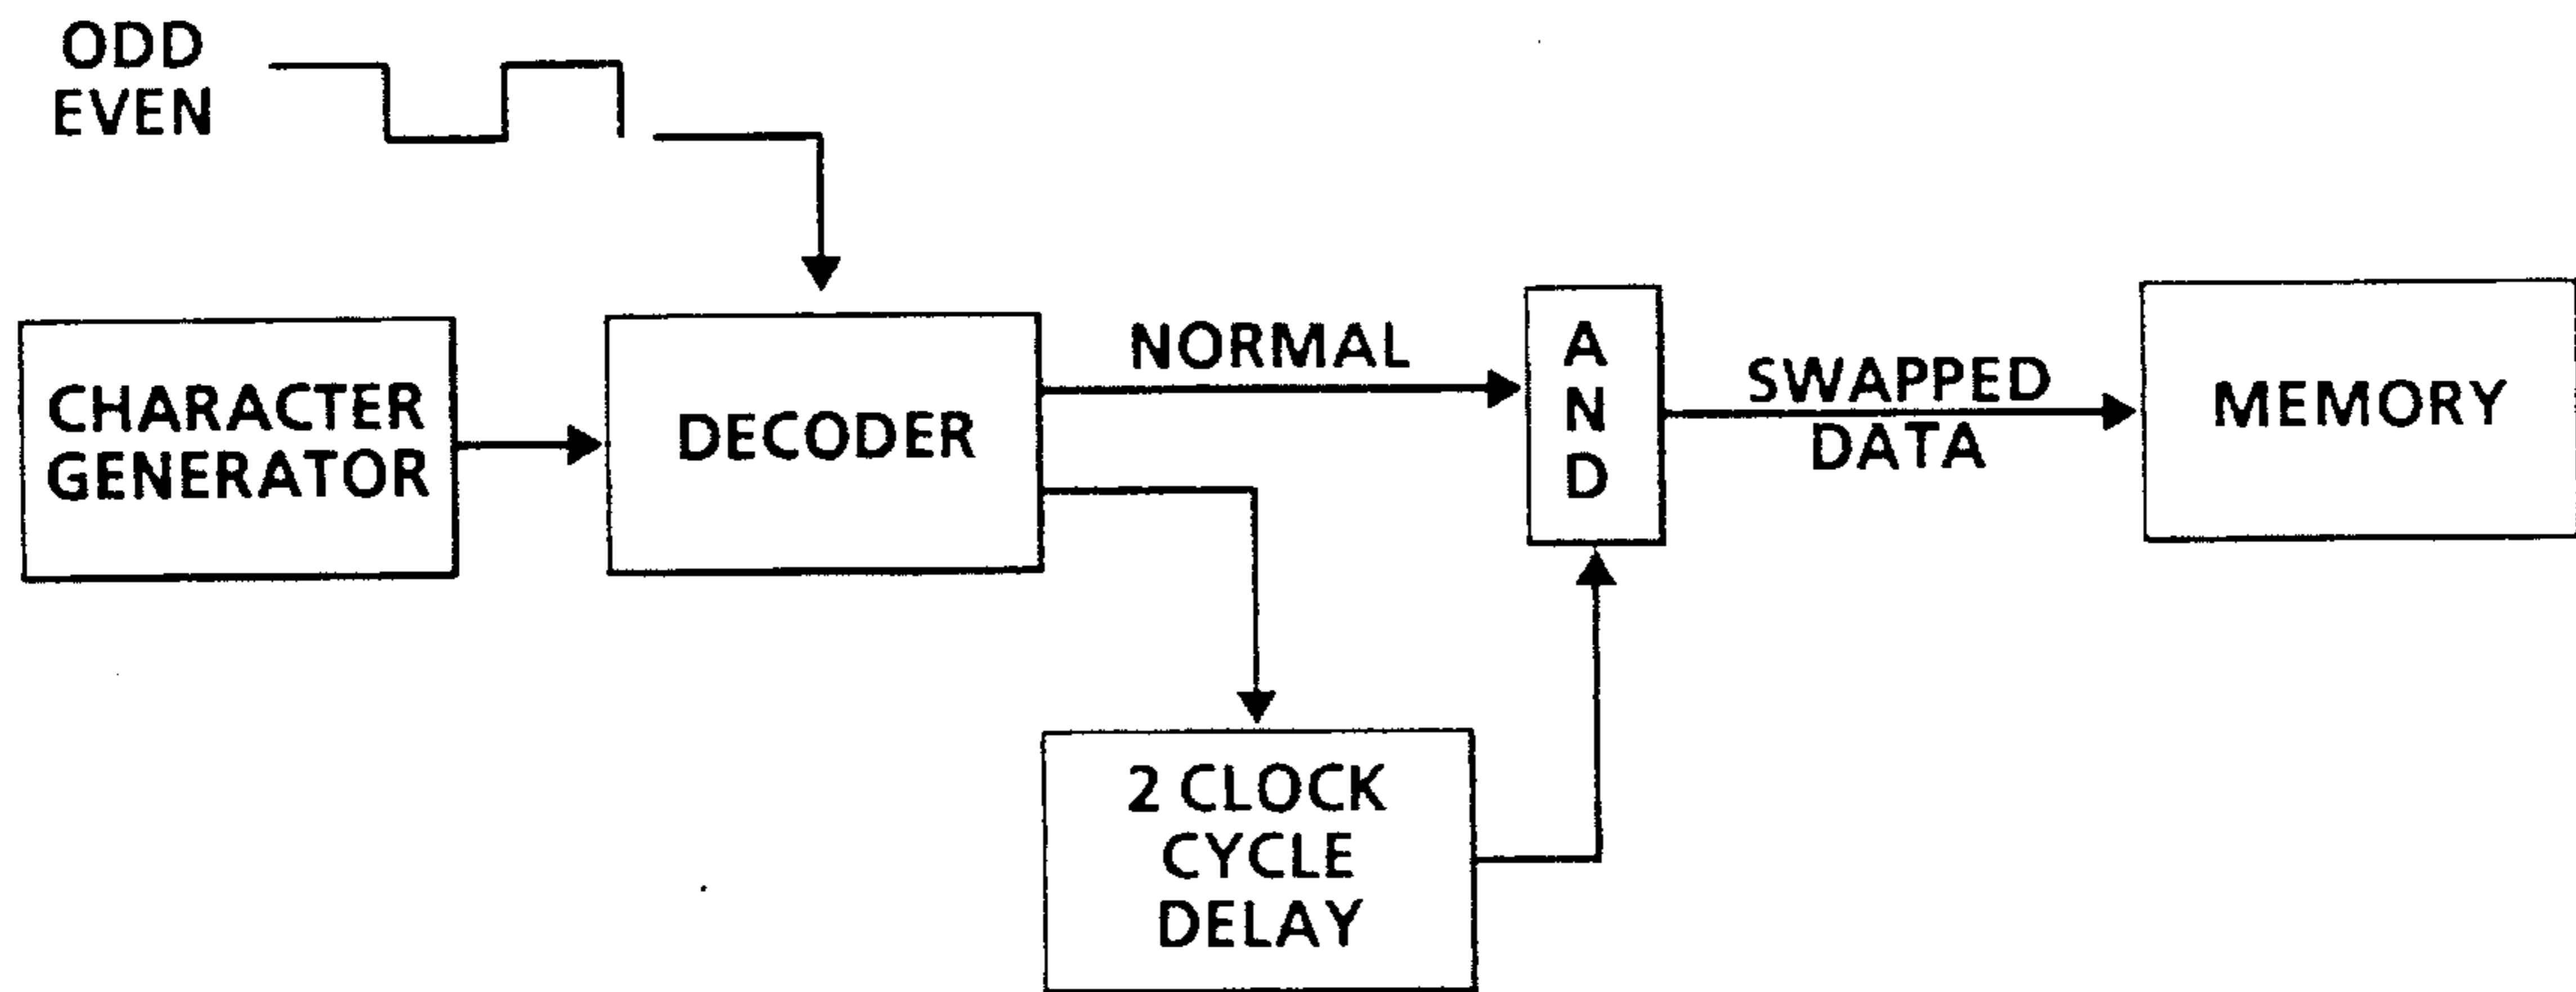 ODD
EVEN
CHARACTER
GENERATOR
DECODER
NORMAL
A
N
D
SWAPPED
DATA
MEMORY
2 CLOCK
CYCLE
DELAY